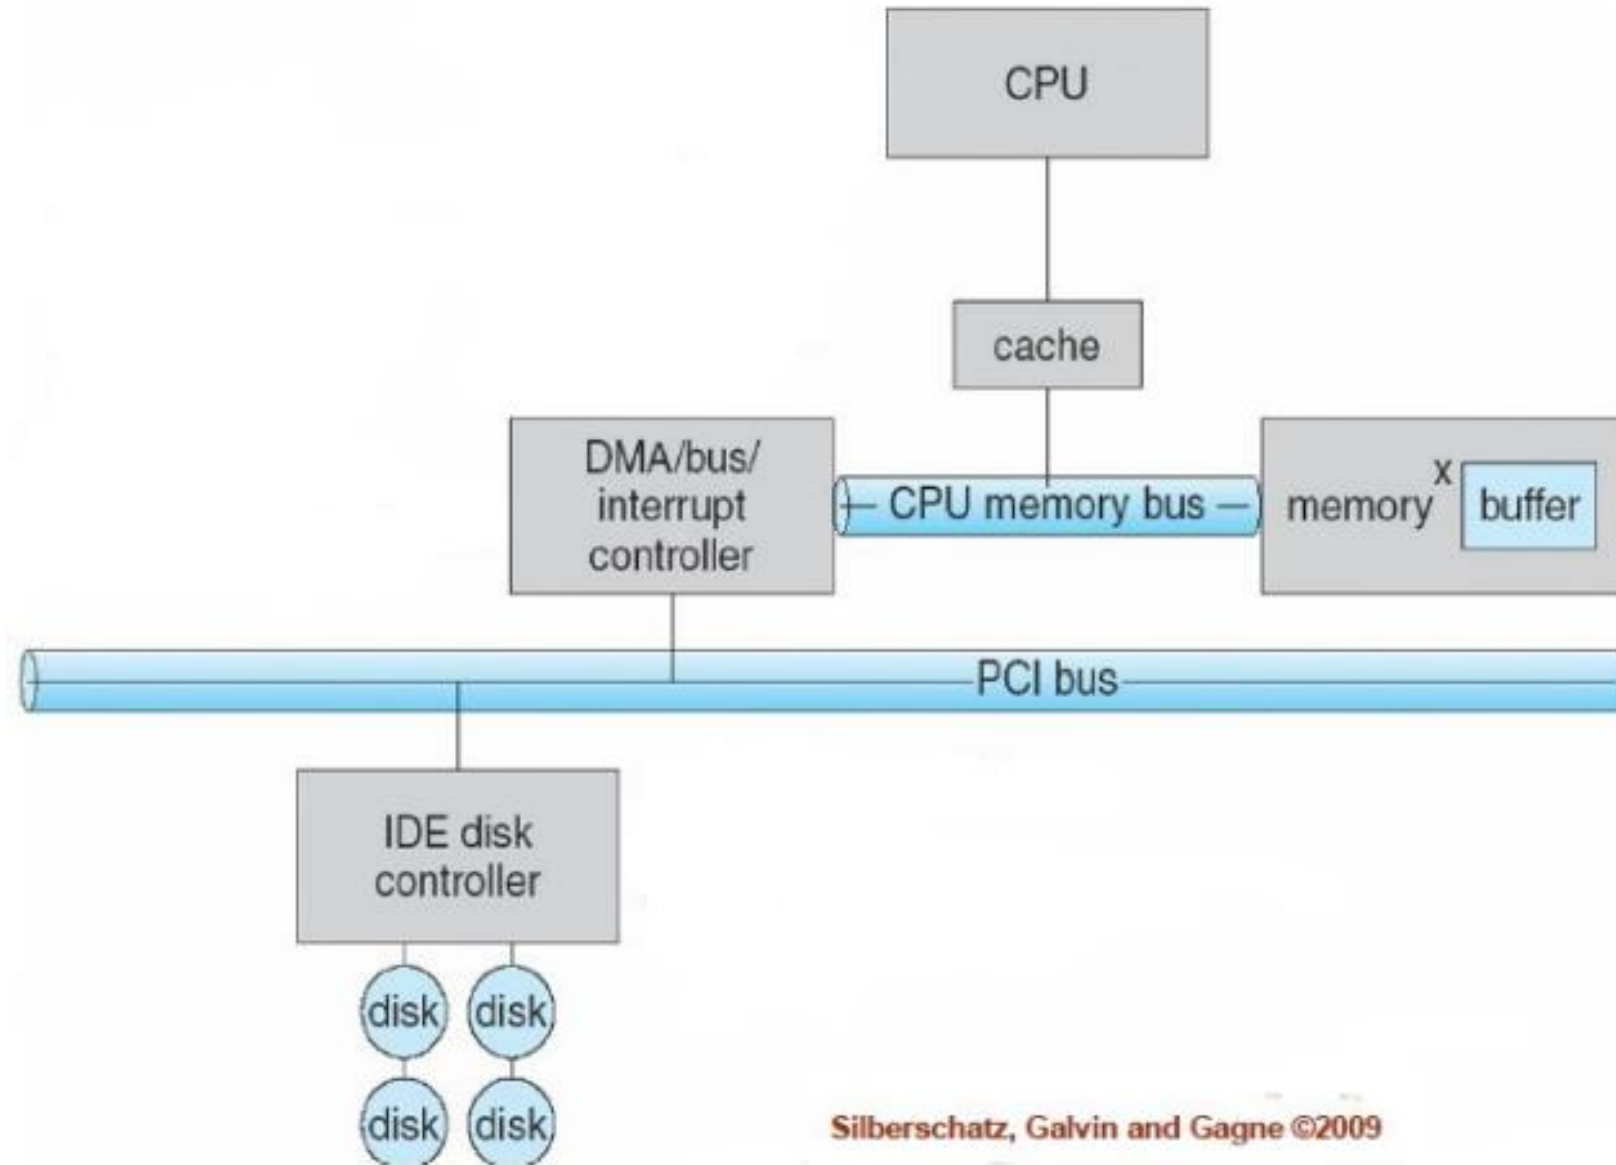 CPU
cache
DMA/bus/
interrupt
controller
CPU memory bus
memory
x
buffer
PCI bus
IDE disk
controller
disk
disk
disk
disk
Silberschatz, Galvin and Gagne ©2009